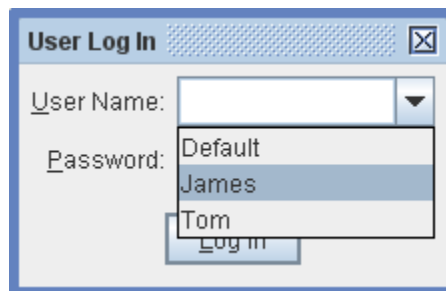 User Log In
User Name:
Default
Password:
James
Tom
Log In